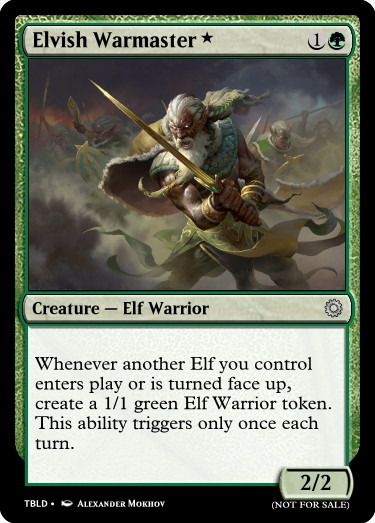 Elvish Warmaster ★ 1
Creature — Elf Warrior
Whenever another Elf you control
enters play or is turned face up,
create a 1/1 green Elf Warrior token.
This ability triggers only once each
turn.
2/2
TBLD • Alexander Mokhov
(NOT FOR SALE)